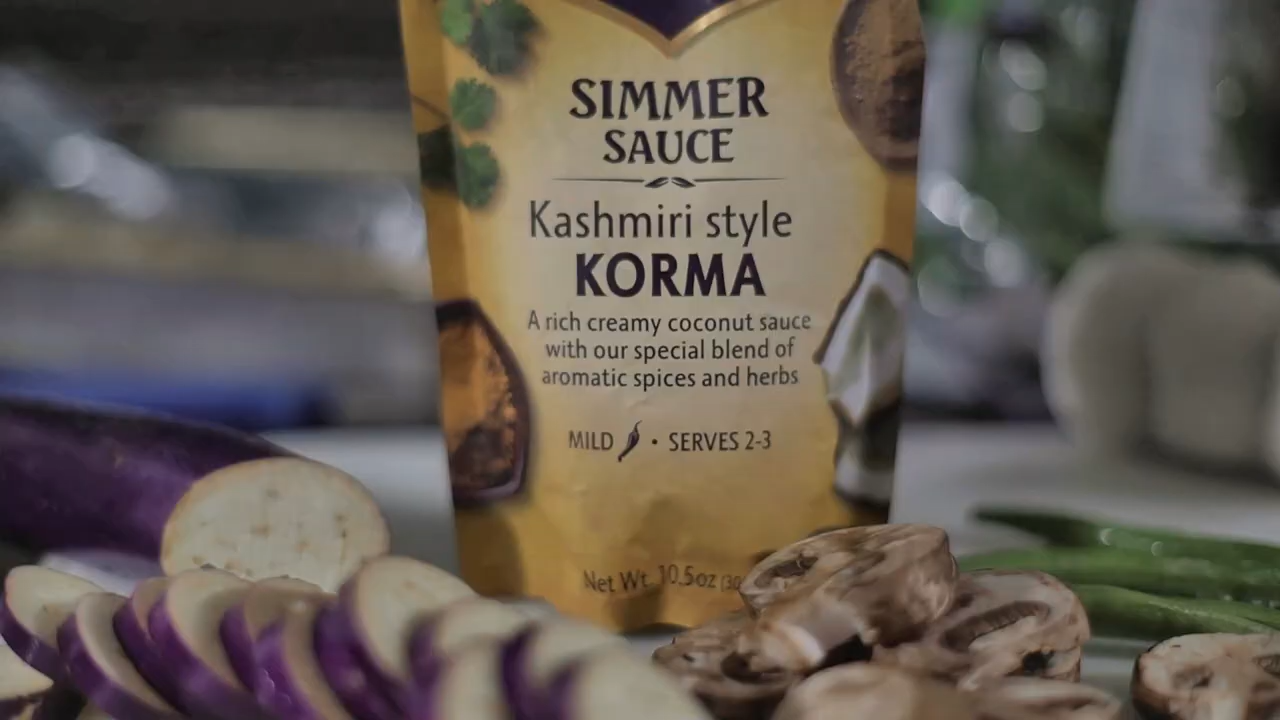 SIMMER
SAUCE
Kashmiri style
KORMA
A rich creamy coconut sauce
with our special blend of
aromatic spices and herbs
MILD • SERVES 2-3
Net Wt. 10.5oz (30